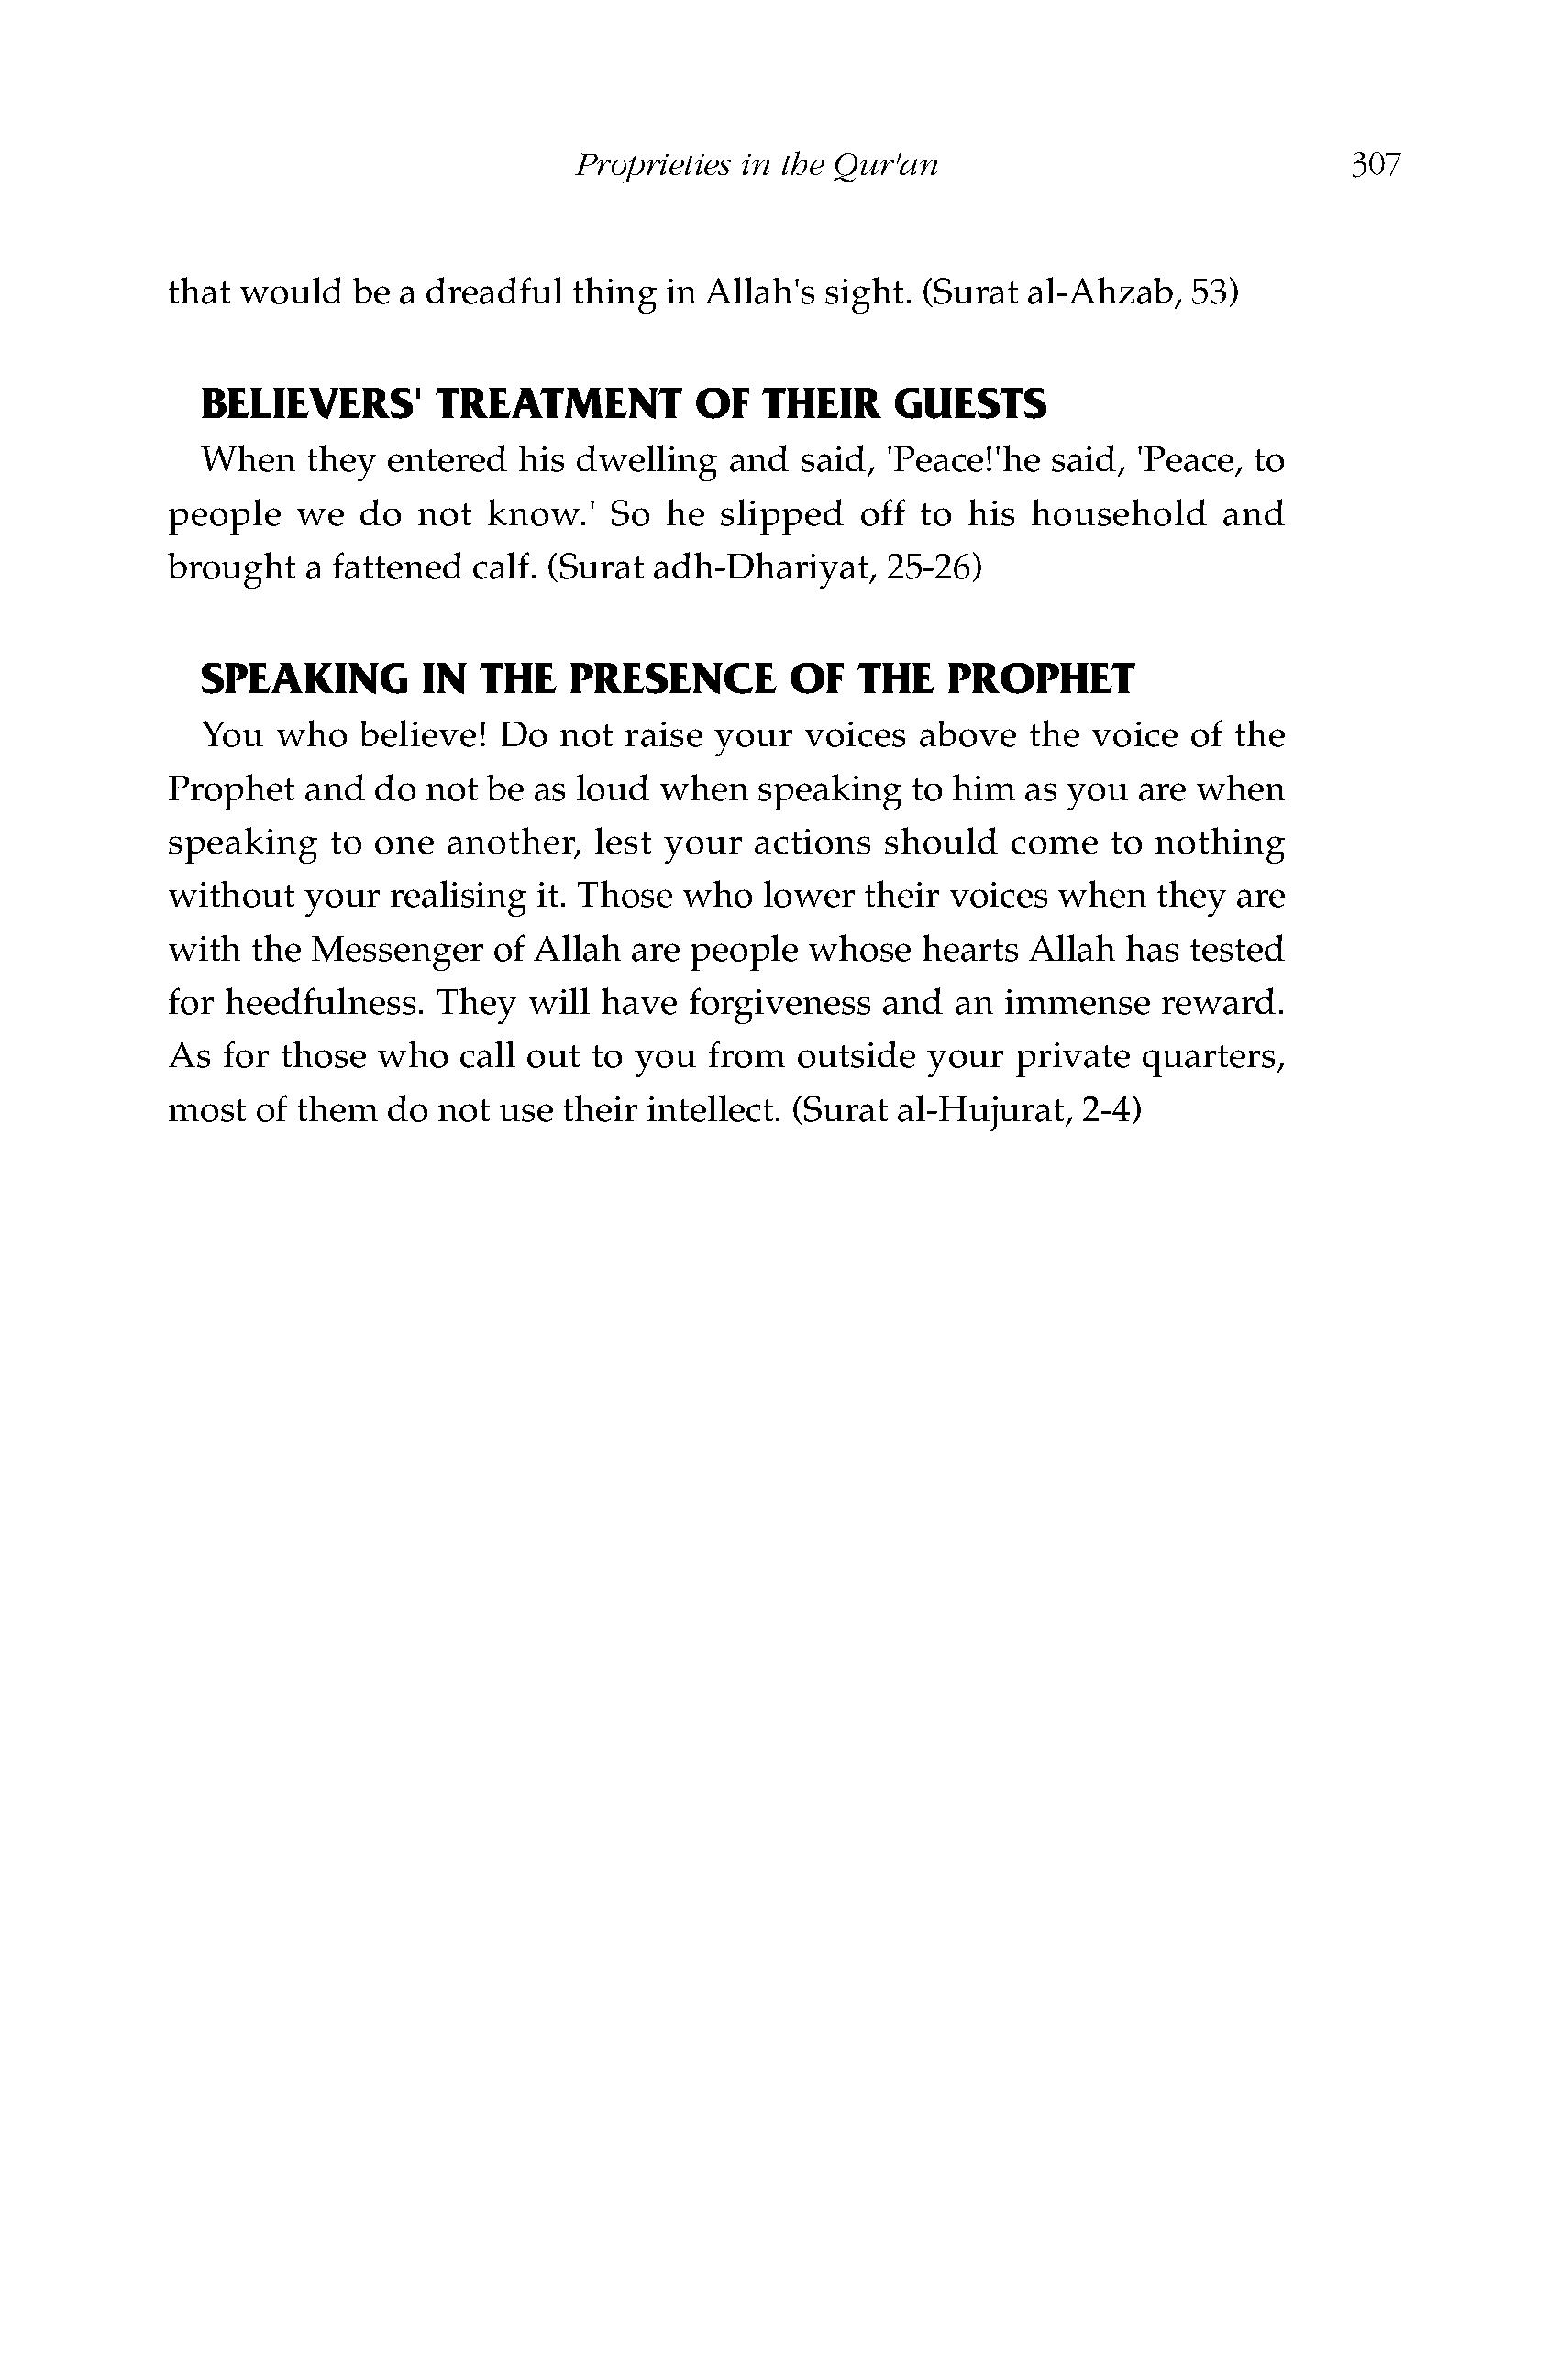 Proprieties in the Qur'an 307
that would be a dreadful thing in Allah's sight. (Surat al-Ahzab, 53)
BELIEVERS' TREATMENT OF THEIR GUESTS
When they entered his dwelling and said, 'Peace!'he said, 'Peace, to
people we do not know.' So he slipped off to his household and
brought a fattened calf. (Surat adh-Dhariyat, 25-26)
SPEAKING IN THE PRESENCE OF THE PROPHET
You who believe! Do not raise your voices above the voice of the
Prophet and do not be as loud when speaking to him as you are when
speaking to one another, lest your actions should come to nothing
without your realising it. Those who lower their voices when they are
with the Messenger of Allah are people whose hearts Allah has tested
for heedfulness. They will have forgiveness and an immense reward.
As for those who call out to you from outside your private quarters,
most of them do not use their intellect. (Surat al-Hujurat, 2-4)